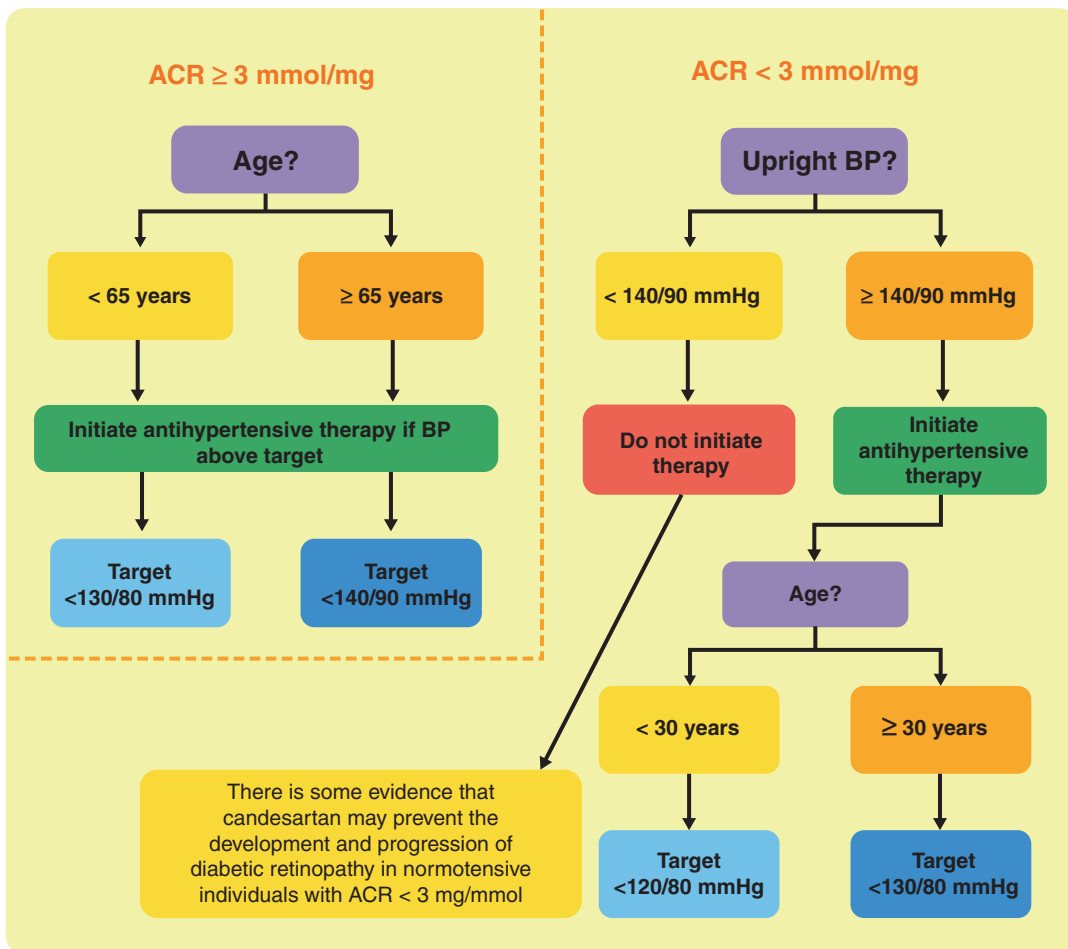 ACR ≥ 3 mmol/mg
Age?
< 65 years
≥ 65 years
Initiate antihypertensive therapy if BP
above target
Target
<130/80 mmHg
Target
<140/90 mmHg
ACR < 3 mmol/mg
Upright BP?
< 140/90 mmHg
≥ 140/90 mmHg
Do not initiate
therapy
Initiate
antihypertensive
therapy
Age?
< 30 years
≥ 30 years
Target
<120/80 mmHg
Target
<130/80 mmHg
There is some evidence that
candesartan may prevent the
development and progression of
diabetic retinopathy in normotensive
individuals with ACR < 3 mg/mmol